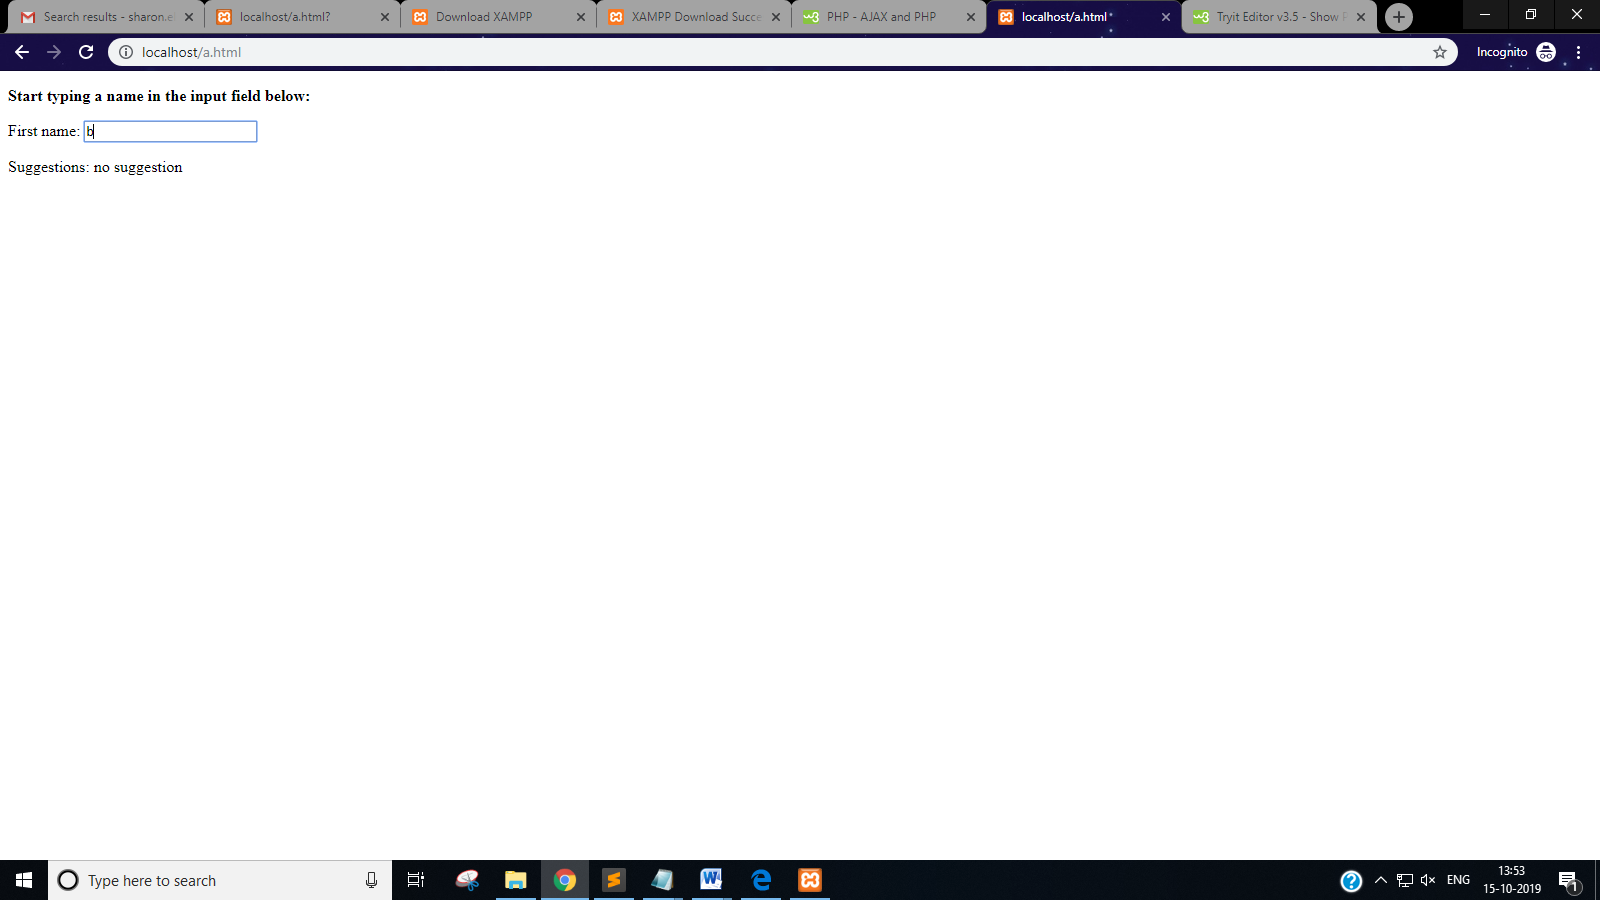 Search results - sharon.e
localhost/a.html?
Download XAMPP
XAMPP Download Succe
PHP - AJAX and PHP
localhost/a.html
Tryit Editor v3.5 - Show
localhost/a.html
Incognito
Start typing a name in the input field below:
First name: b
Suggestions: no suggestion
Type here to search
ENG
13:53
15-10-2019
1